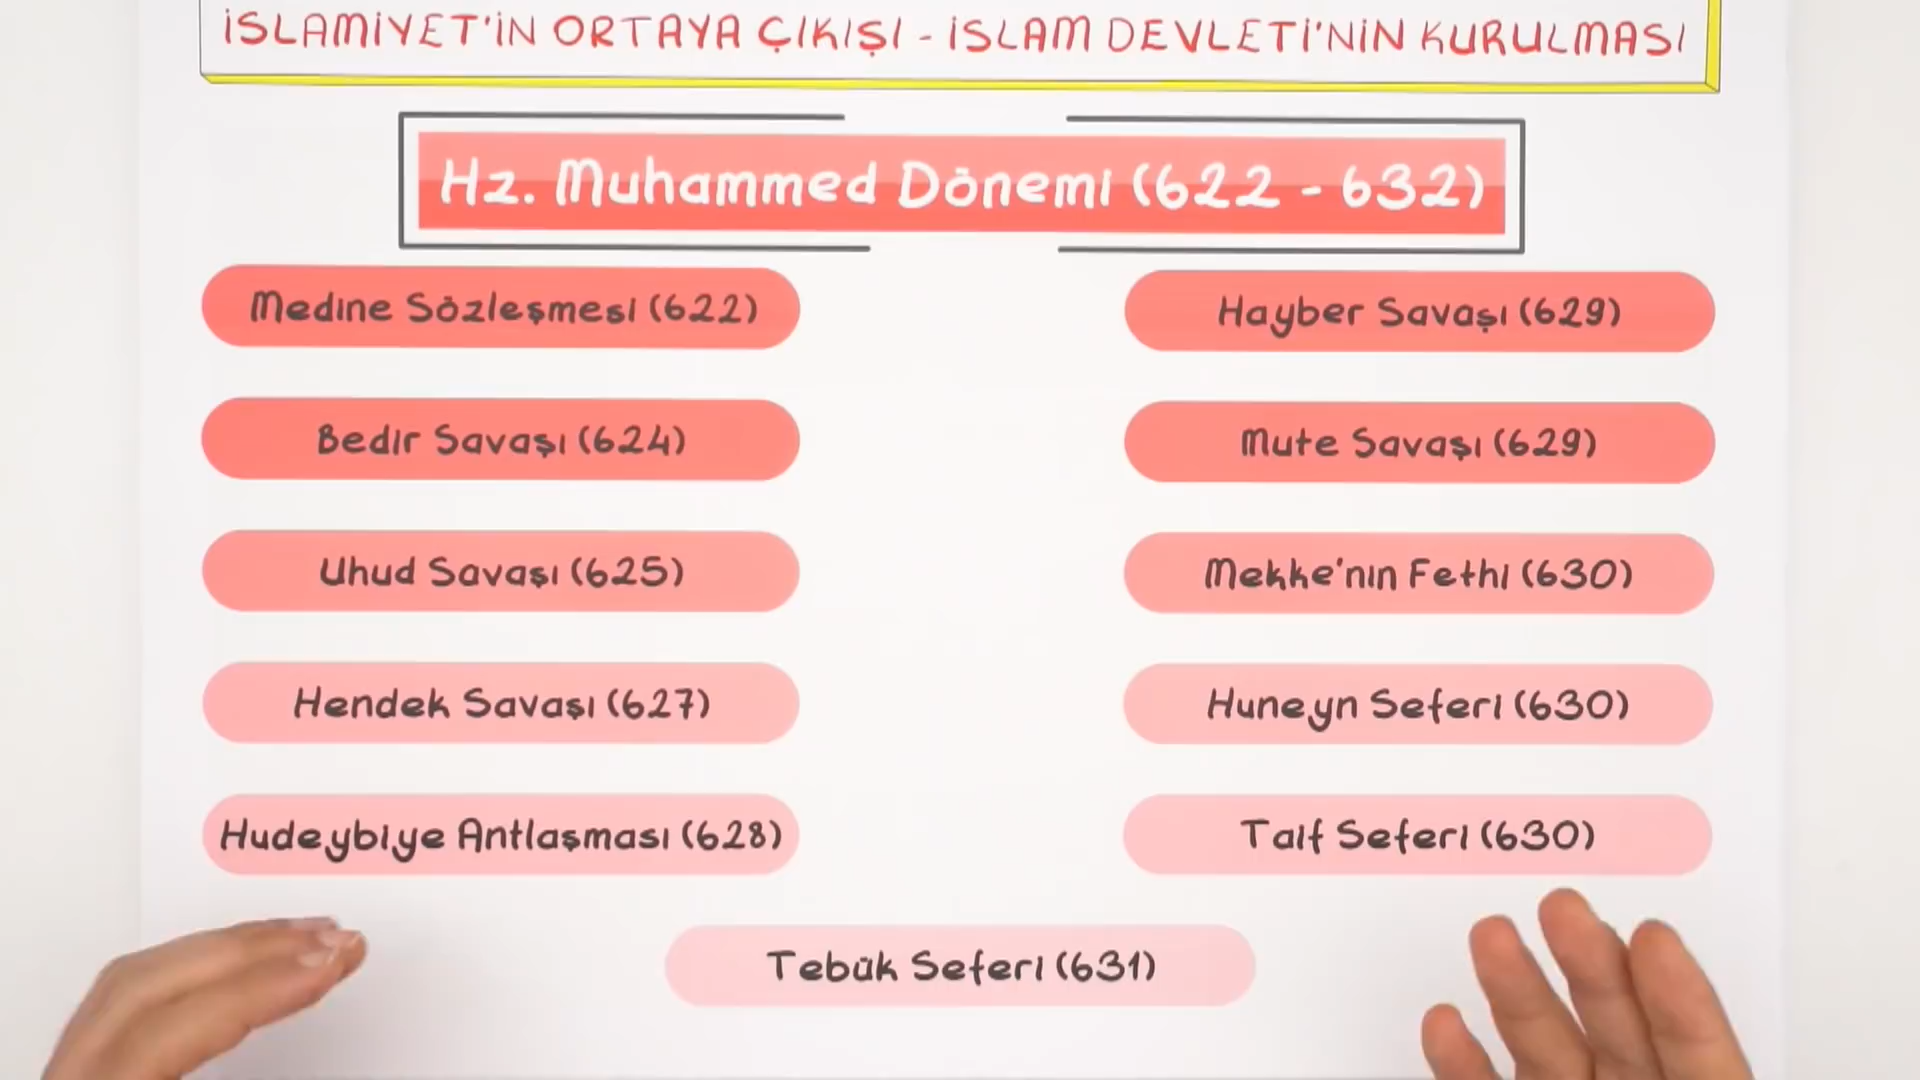 İSLAMİYET'İN ORTAYA ÇIKIŞI - İSLAM DEVLETİ'NİN KURULMASI
Hz. Muhammed Dönemi (622 - 632)
Medine Sözleşmesi (622)
Bedir Savaşı (624)
Uhud Savaşı (625)
Hendek Savaşı (627)
Hudeybiye Antlaşması (628)
Hayber Savaşı (629)
Mute Savaşı (629)
Mekke'nin Fethi (630)
Huneyn Seferi (630)
Taif Seferi (630)
Tebük Seferi (631)